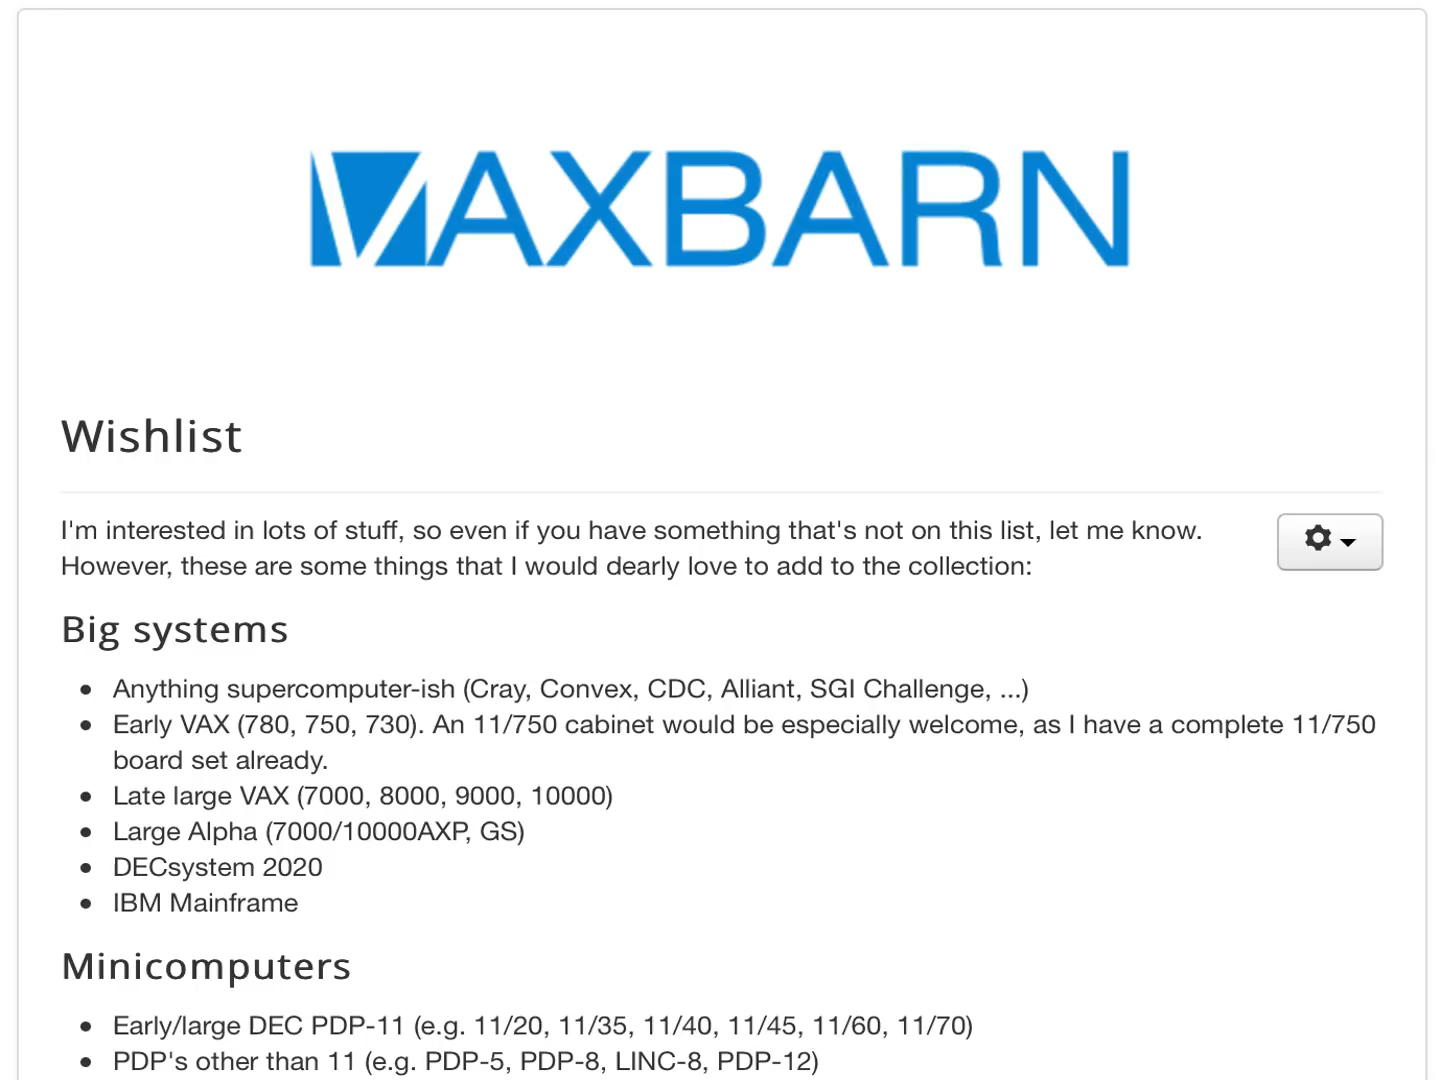 VAXBARN
Wishlist
I'm interested in lots of stuff, so even if you have something that's not on this list, let me know.
However, these are some things that I would dearly love to add to the collection:
Big systems
Anything supercomputer-ish (Cray, Convex, CDC, Alliant, SGI Challenge, ...)
Early VAX (780, 750, 730). An 11/750 cabinet would be especially welcome, as I have a complete 11/750
board set already.
Late large VAX (7000, 8000, 9000, 10000)
Large Alpha (7000/10000AXP, GS)
DECsystem 2020
IBM Mainframe
Minicomputers
Early/large DEC PDP-11 (e.g. 11/20, 11/35, 11/40, 11/45, 11/60, 11/70)
PDP's other than 11 (e.g. PDP-5, PDP-8, LINC-8, PDP-12)